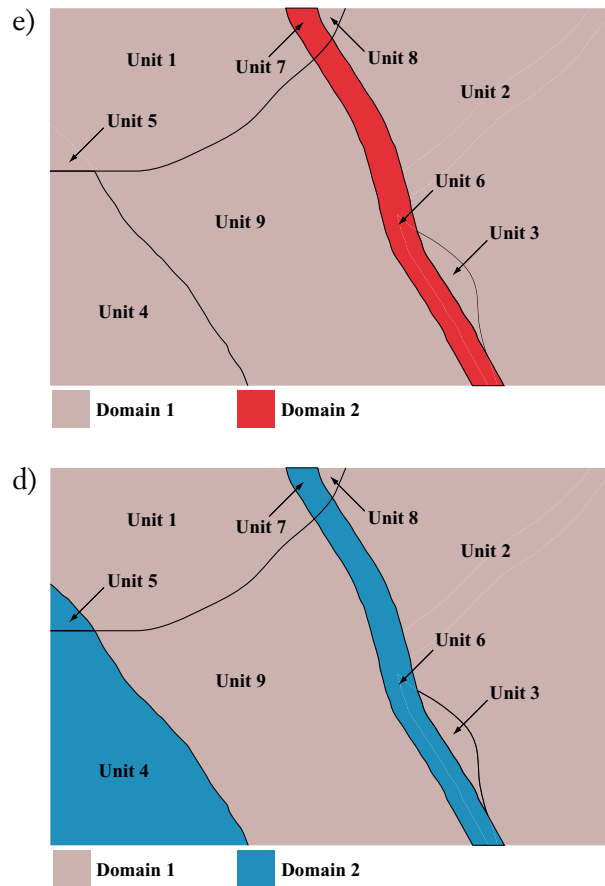 e)
Unit 1
Unit 7
Unit 8
Unit 2
Unit 5
Unit 6
Unit 9
Unit 3
Unit 4
Domain 1
Domain 2
d)
Unit 1
Unit 7
Unit 8
Unit 2
Unit 5
Unit 6
Unit 9
Unit 3
Unit 4
Domain 1
Domain 2